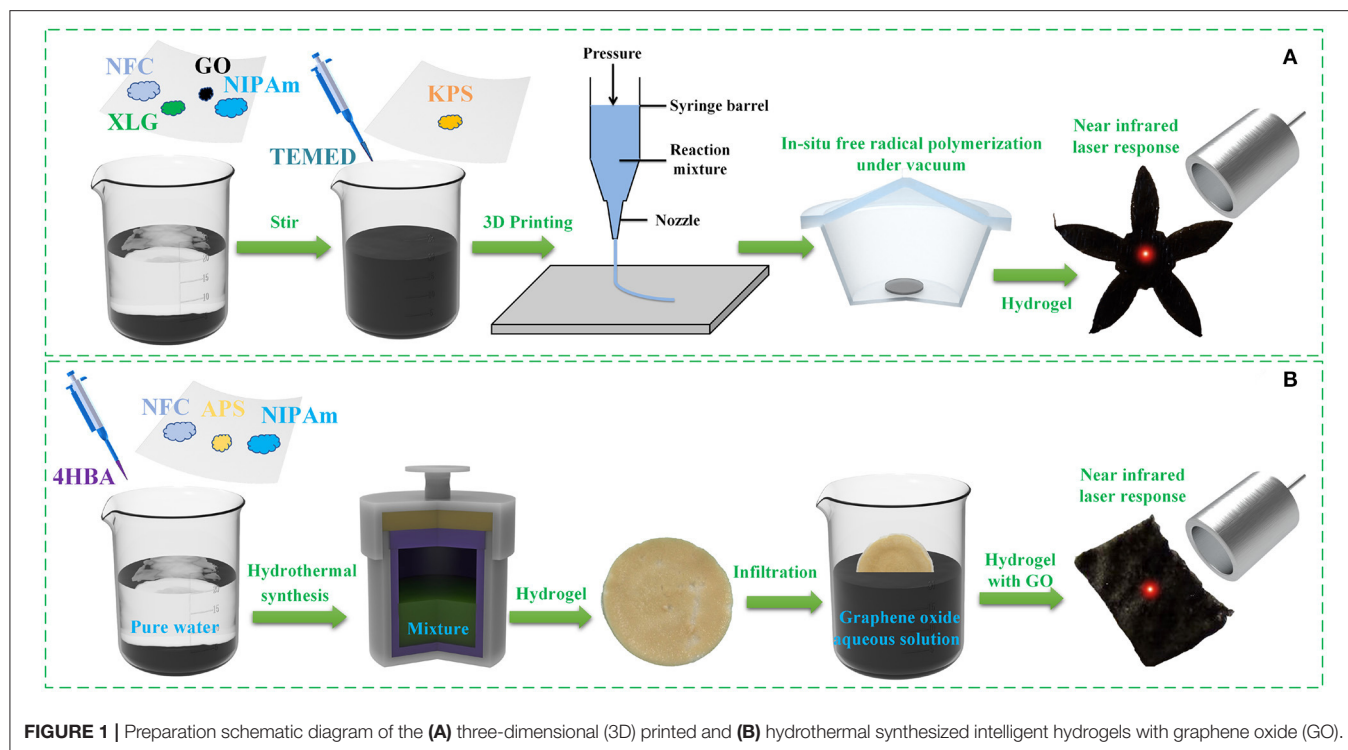 A
NFC
GO
NIPAm
XLG
TEMED
KPS
Stir
3D Printing
Pressure
Syringe barrel
Reaction
mixture
Nozzle
In-situ free radical polymerization
under vacuum
Hydrogel
Near infrared
laser response
B
NFC
APS
NIPAm
4HBA
Pure water
Hydrothermal
synthesis
Mixture
Hydrogel
Infiltration
Graphene oxide
aqueous solution
Hydrogel
with GO
Near infrared
laser response
FIGURE 1 | Preparation schematic diagram of the (A) three-dimensional (3D) printed and (B) hydrothermal synthesized intelligent hydrogels with graphene oxide (GO).